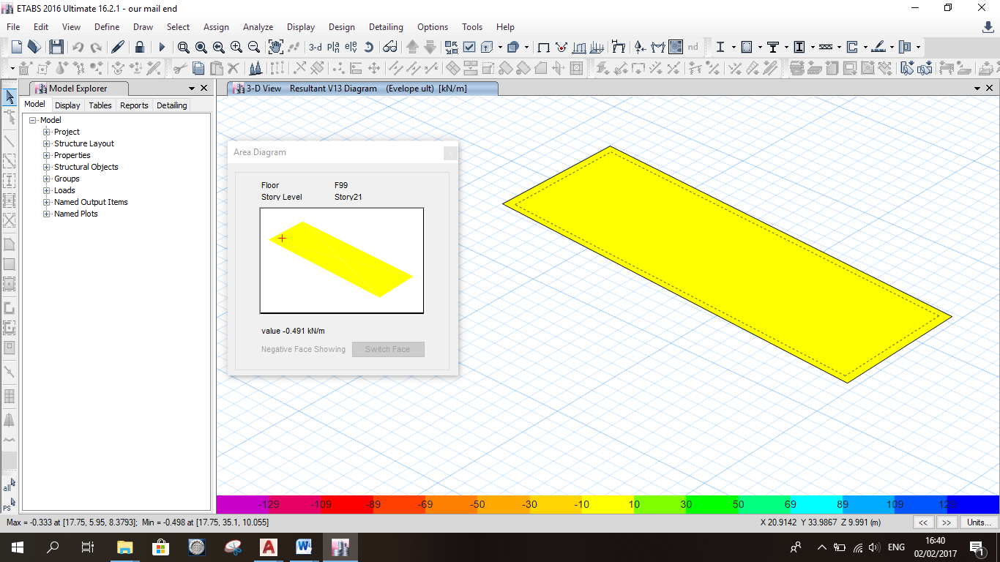 ETABS 2016 Ultimate 16.2.1 - our mail end
File Edit View Define Draw Select Assign Analyze Display Design Detailing Options Tools Help
3-d plan elev nd
Model Explorer
3-D View Resultant V13 Diagram (Evelope ult) [kN/m]
Model Display Tables Reports Detailing
Model
Project
Structure Layout
Properties
Structural Objects
Groups
Loads
Named Output Items
Named Plots
Area Diagram
Floor F99
Story Level Story21
value -0.491 kN/m
Negative Face Showing Switch Face
all
PS
-129 -109 -89 -69 -50 -30 -10 10 30 50 69 89 109 129
Max = -0.333 at [17.75, 5.95, 8.3793]; Min = -0.498 at [17.75, 35.1, 10.055]
X 20.9142 Y 33.9867 Z 9.991 (m) << >> Units...
ENG
16:40
02/02/2017
1